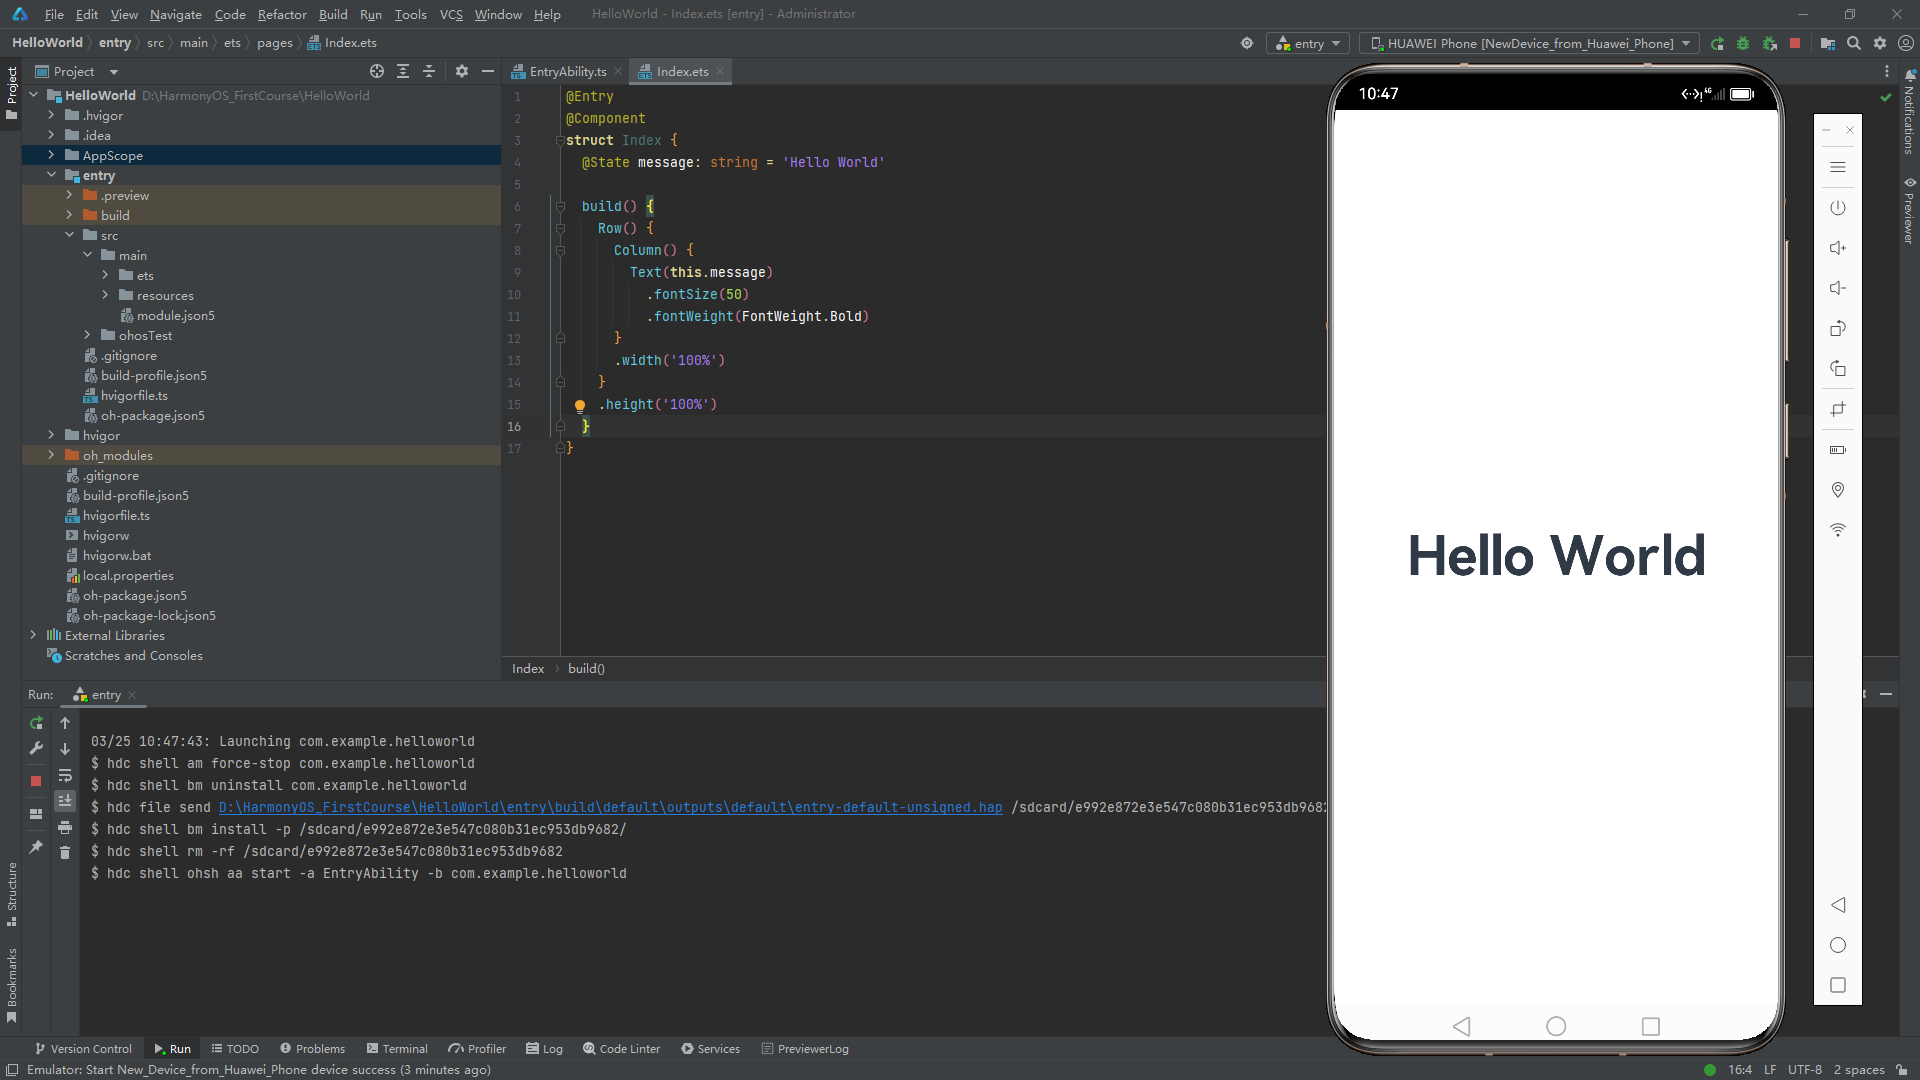 File Edit View Navigate Code Refactor Build Run Tools VCS Window Help HelloWorld - Index.ets [entry] - Administrator
HelloWorld entry src main ets pages Index.ets
entry HUAWEI Phone [NewDevice_from_Huawei_Phone]
Project
Project
EntryAbility.ts Index.ets
Notifications
Previewer
HelloWorld D:\HarmonyOS_FirstCourse\HelloWorld
.hvigor
.idea
AppScope
entry
.preview
build
src
main
ets
resources
module.json5
ohosTest
.gitignore
build-profile.json5
hvigorfile.ts
oh-package.json5
hvigor
oh_modules
.gitignore
build-profile.json5
hvigorfile.ts
hvigorw
hvigorw.bat
local.properties
oh-package.json5
oh-package-lock.json5
External Libraries
Scratches and Consoles
1 @Entry
2 @Component
3 struct Index {
4 @State message: string = 'Hello World'
5
6 build() {
7 Row() {
8 Column() {
9 Text(this.message)
10 .fontSize(50)
11 .fontWeight(FontWeight.Bold)
12 }
13 .width('100%')
14 }
15 .height('100%')
16 }
17 }
Index build()
10:47
4G
Hello World
Run: entry
03/25 10:47:43: Launching com.example.helloworld
$ hdc shell am force-stop com.example.helloworld
$ hdc shell bm uninstall com.example.helloworld
$ hdc file send D:\HarmonyOS_FirstCourse\HelloWorld\entry\build\default\outputs\default\entry-default-unsigned.hap /sdcard/e992e872e3e547c080b31ec953db9682
$ hdc shell bm install -p /sdcard/e992e872e3e547c080b31ec953db9682/
$ hdc shell rm -rf /sdcard/e992e872e3e547c080b31ec953db9682
$ hdc shell ohsh aa start -a EntryAbility -b com.example.helloworld
Structure
Bookmarks
Version Control Run TODO Problems Terminal Profiler Log Code Linter Services PreviewerLog
Emulator: Start New_Device_from_Huawei_Phone device success (3 minutes ago) 16:4 LF UTF-8 2 spaces